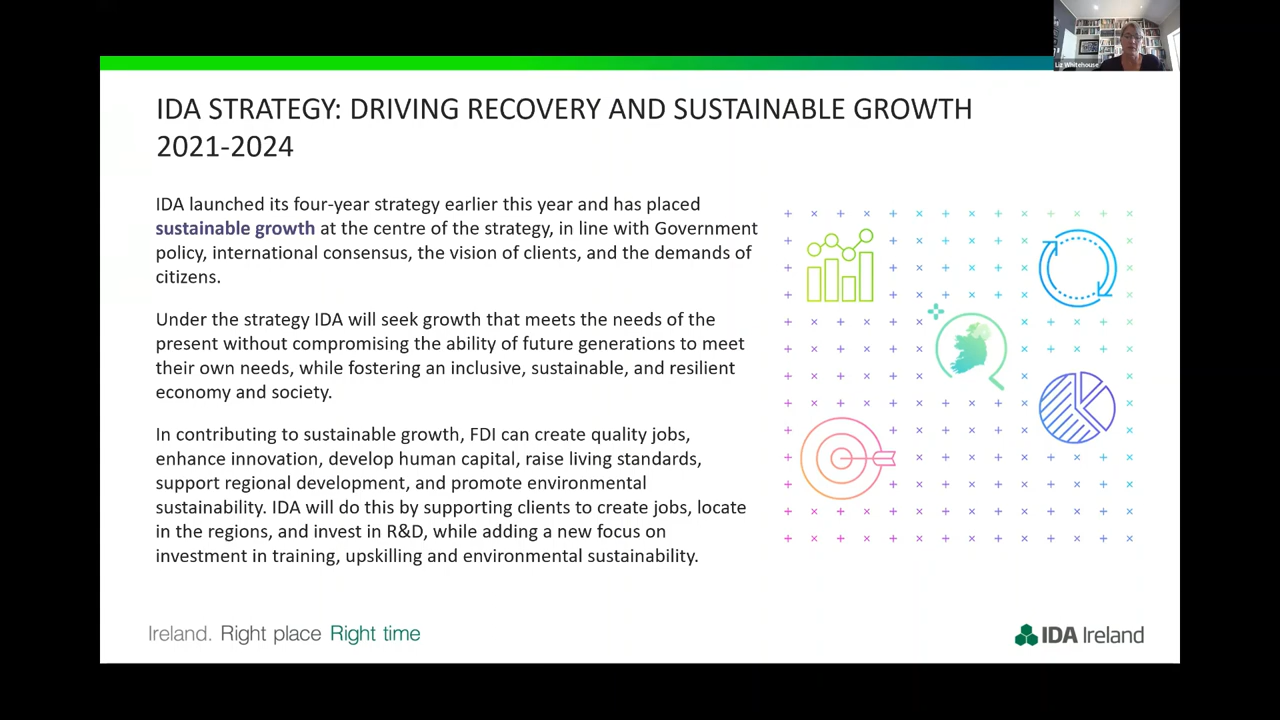 Liz Whitehouse
IDA STRATEGY: DRIVING RECOVERY AND SUSTAINABLE GROWTH
2021-2024
IDA launched its four-year strategy earlier this year and has placed
sustainable growth at the centre of the strategy, in line with Government
policy, international consensus, the vision of clients, and the demands of
citizens.
Under the strategy IDA will seek growth that meets the needs of the
present without compromising the ability of future generations to meet
their own needs, while fostering an inclusive, sustainable, and resilient
economy and society.
In contributing to sustainable growth, FDI can create quality jobs,
enhance innovation, develop human capital, raise living standards,
support regional development, and promote environmental
sustainability. IDA will do this by supporting clients to create jobs, locate
in the regions, and invest in R&D, while adding a new focus on
investment in training, upskilling and environmental sustainability.
Ireland. Right place Right time
IDA Ireland